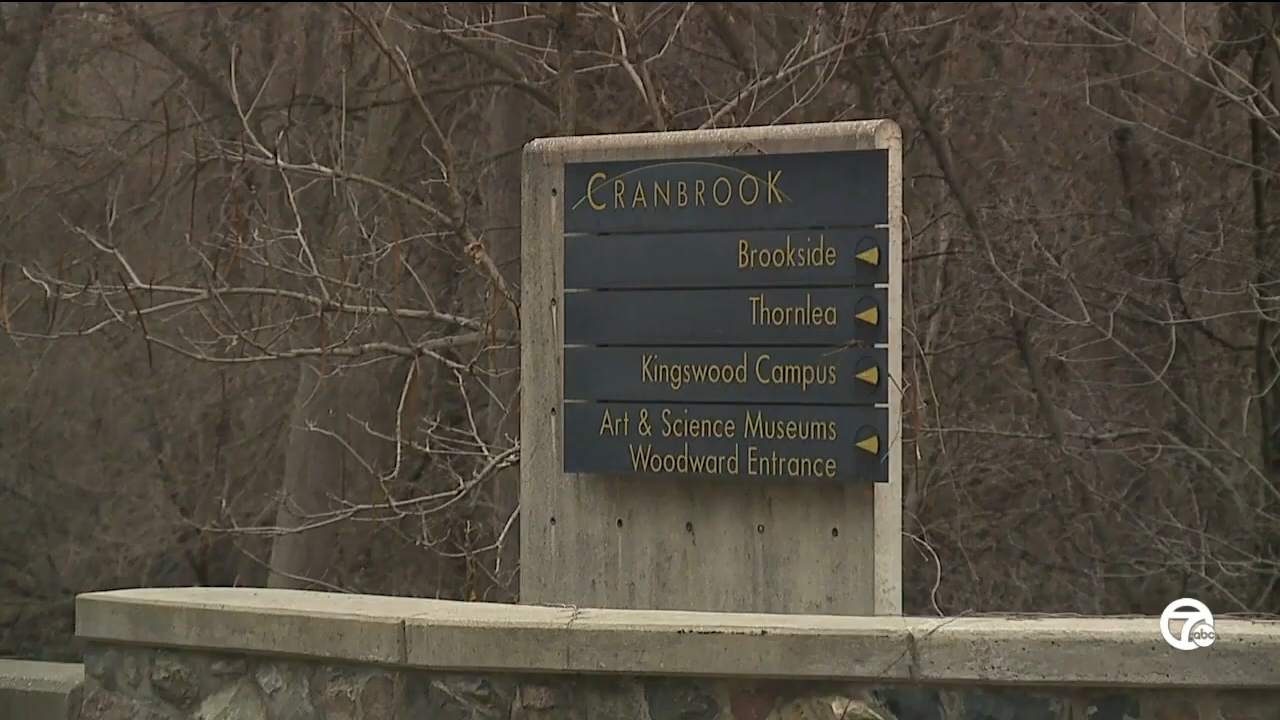 CRANBROOK
Brookside
Thornlea
Kingswood Campus
Art & Science Museums
Woodward Entrance
7abc